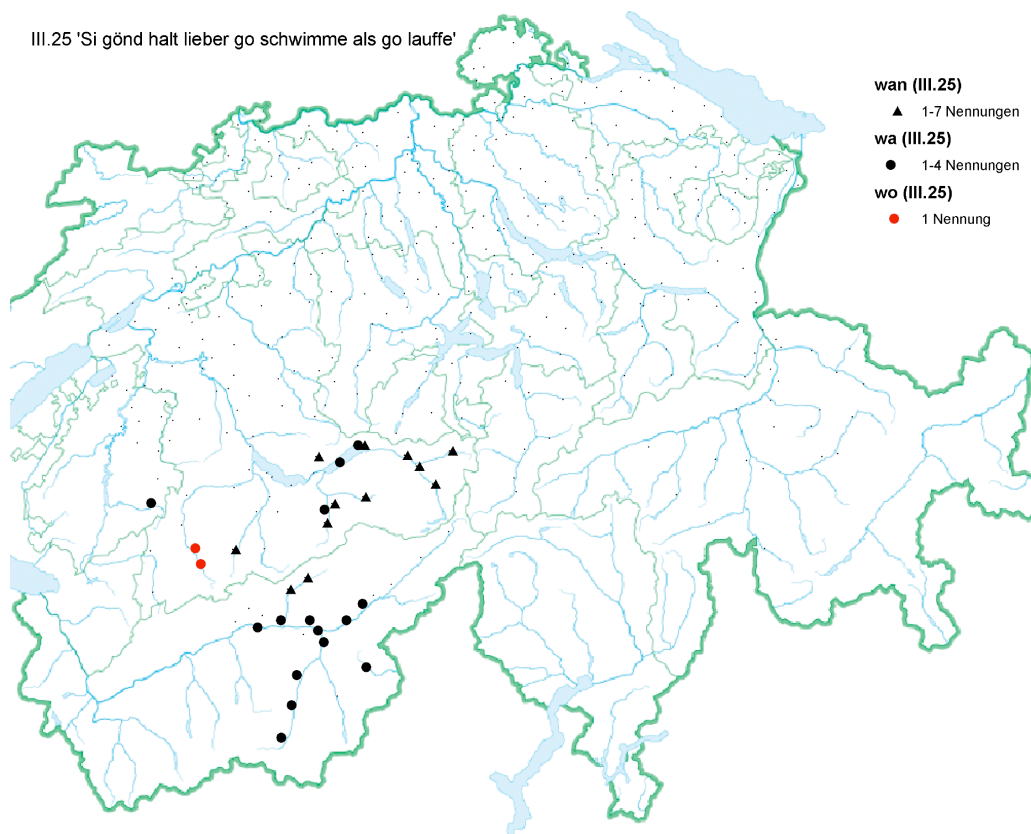 III.25 'Si gönd halt lieber go schwimme als go lauffe'
wan (III.25)
1-7 Nennungen
wa (III.25)
1-4 Nennungen
wo (III.25)
1 Nennung